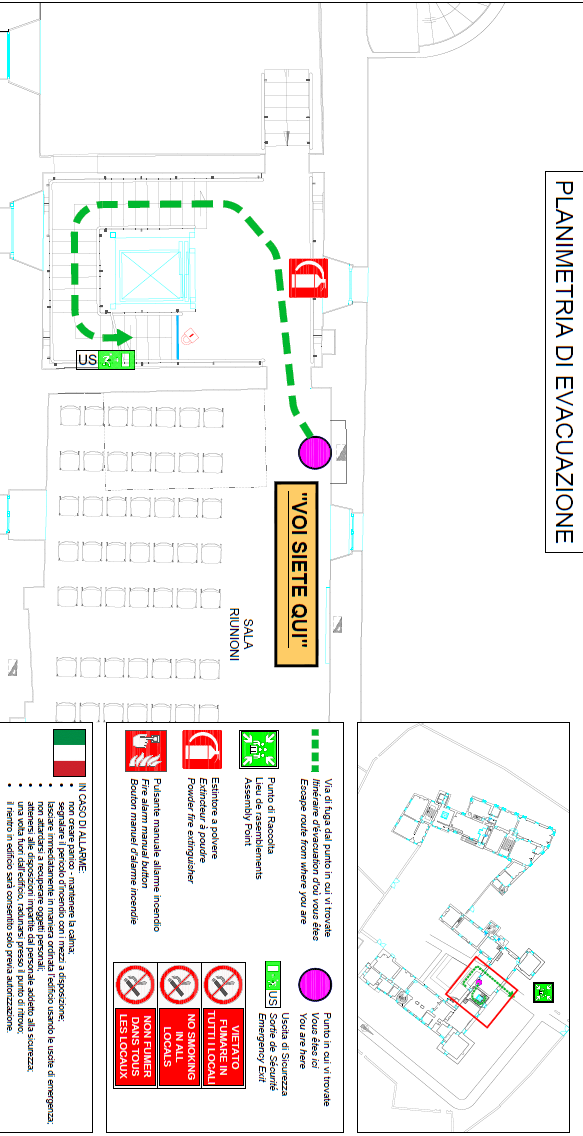 PLANIMETRIA DI EVACUAZIONE
"VOI SIETE QUI"
SALA
RIUNIONI
US
Via di fuga dal punto in cui vi trovate
Itinéraire d'évacuation d'où vous êtes
Escape route from where you are
Punto di Raccolta
Lieu de rasemblements
Assembly Point
Estintore a polvere
Extincteur à poudre
Powder fire extinguisher
Pulsante manuale allarme incendio
Fire alarm manual button
Bouton manuel d'alarme incendie
Punto in cui vi trovate
Vous êtes ici
You are here
US
Uscita di Sicurezza
Sortie de Sécurité
Emergency Exit
VIETATO
FUMARE IN
TUTTI I LOCALI
NO SMOKING
IN ALL
LOCALS
NON FUMER
DANS TOUS
LES LOCAUX
IN CASO DI ALLARME:
• non creare panico - mantenere la calma;
• segnalare il pericolo d'incendio con i mezzi a disposizione;
• lasciare immediatamente in maniera ordinata l'edificio usando le uscite di emergenza;
• non attardarsi a recuperare oggetti personali;
• attenersi alle disposizioni impartite dal personale addetto alla sicurezza;
• una volta fuori dall'edificio, radunarsi presso il punto di ritrovo;
• il rientro in edificio sarà consentito solo previa autorizzazione.